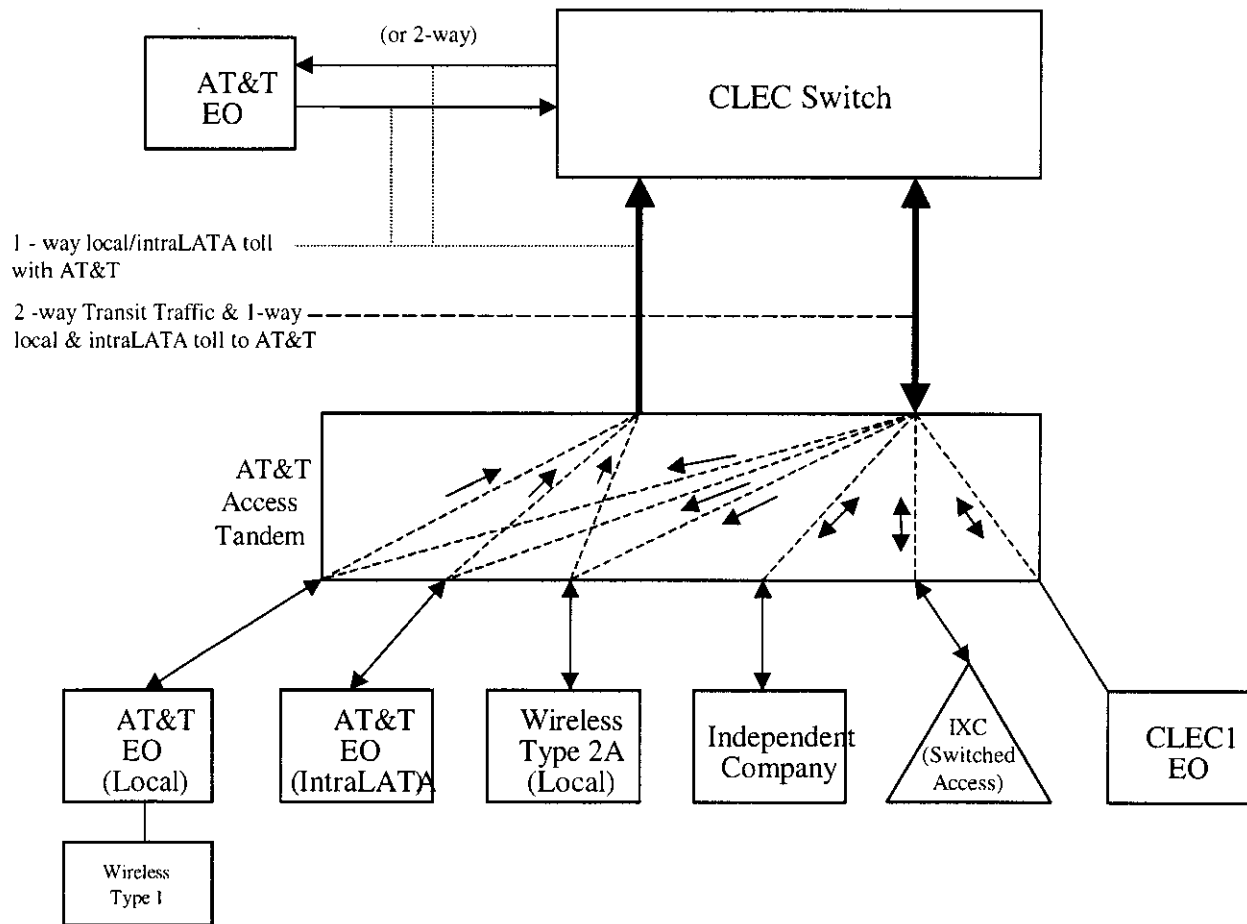 (or 2-way)
AT&T
EO
CLEC Switch
1 - way local/intraLATA toll
with AT&T
2 -way Transit Traffic & 1-way
local & intraLATA toll to AT&T
AT&T
Access
Tandem
AT&T
EO
(Local)
AT&T
EO
(IntraLAT)A
Wireless
Type 2A
(Local)
Independent
Company
IXC
(Switched
Access)
CLEC1
EO
Wireless
Type 1